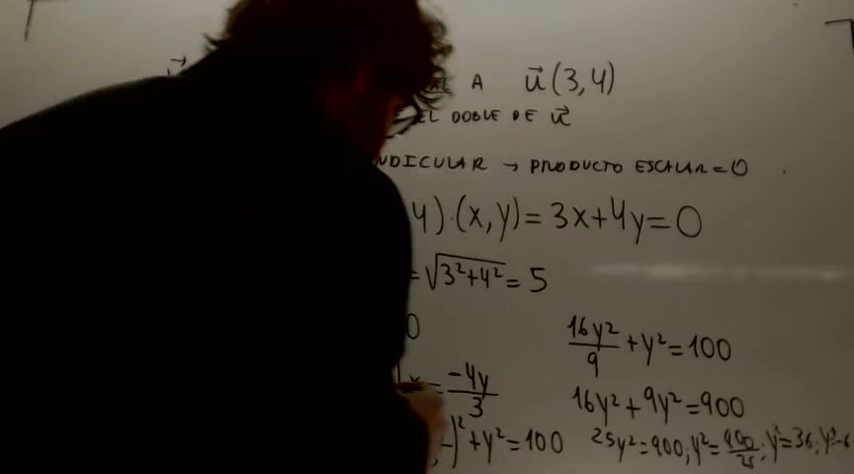 A u⃗(3,4)
EL DOBLE DE u⃗
NDICULAR → PRODUCTO ESCALAR=0
4)·(x,y)=3x+4y=0
=√(3²+4²)=5
0
16y²/9+y²=100
x=-4y/3
16y²+9y²=900
)²+y²=100
25y²=900;y²=900/25;y²=36;y=6